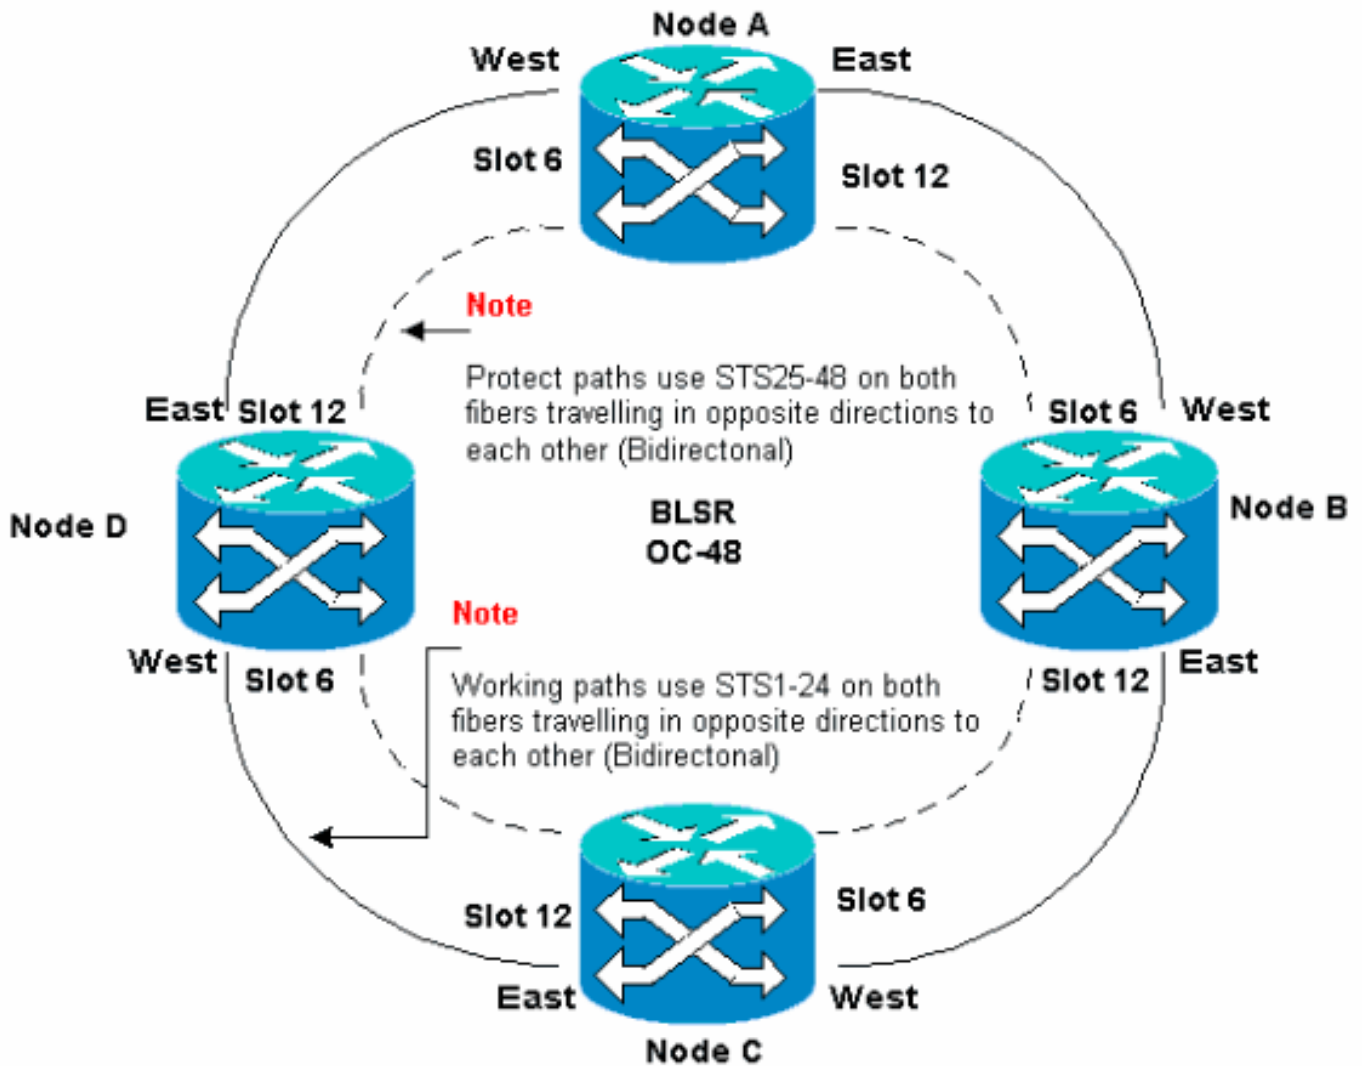 Node A
West
East
Slot 6
Slot 12
Note
Protect paths use STS25-48 on both
fibers travelling in opposite directions to
each other (Bidirectonal)
East
Slot 12
Slot 6
West
Node D
BLSR
OC-48
Node B
Note
West
Slot 6
Working paths use STS1-24 on both
fibers travelling in opposite directions to
each other (Bidirectonal)
Slot 12
East
Slot 12
Slot 6
East
West
Node C